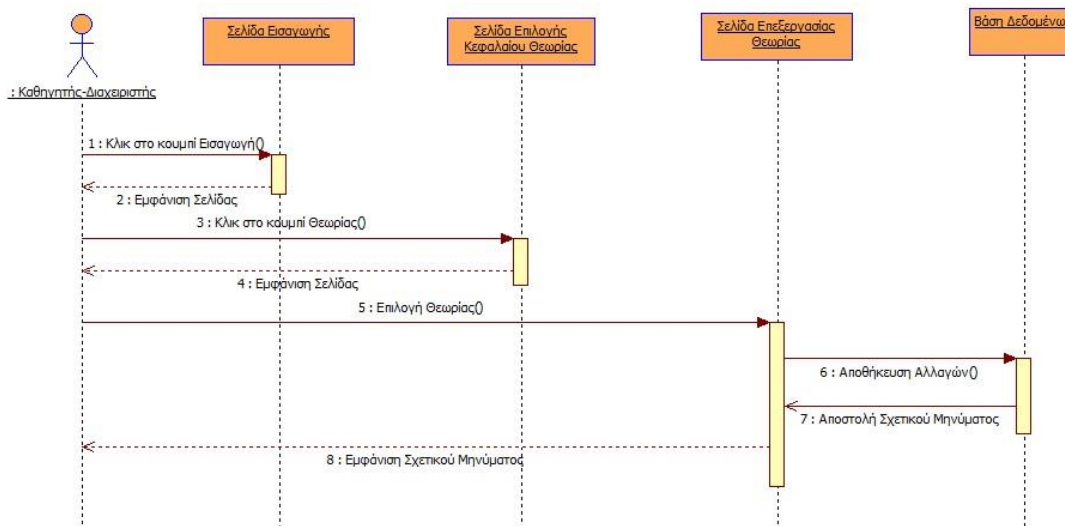 Σελίδα Εισαγωγής
Σελίδα Επιλογής
Κεφαλαίου Θεωρίας
Σελίδα Επεξεργασίας
Θεωρίας
Βάση Δεδομένω
: Καθηγητής-Διαχειριστής
1 : Κλικ στο κουμπί Εισαγωγή()
2 : Εμφάνιση Σελίδας
3 : Κλικ στο κουμπί Θεωρίας()
4 : Εμφάνιση Σελίδας
5 : Επιλογή Θεωρίας()
6 : Αποθήκευση Αλλαγών()
7 : Αποστολή Σχετικού Μηνύματος
8 : Εμφάνιση Σχετικού Μηνύματος